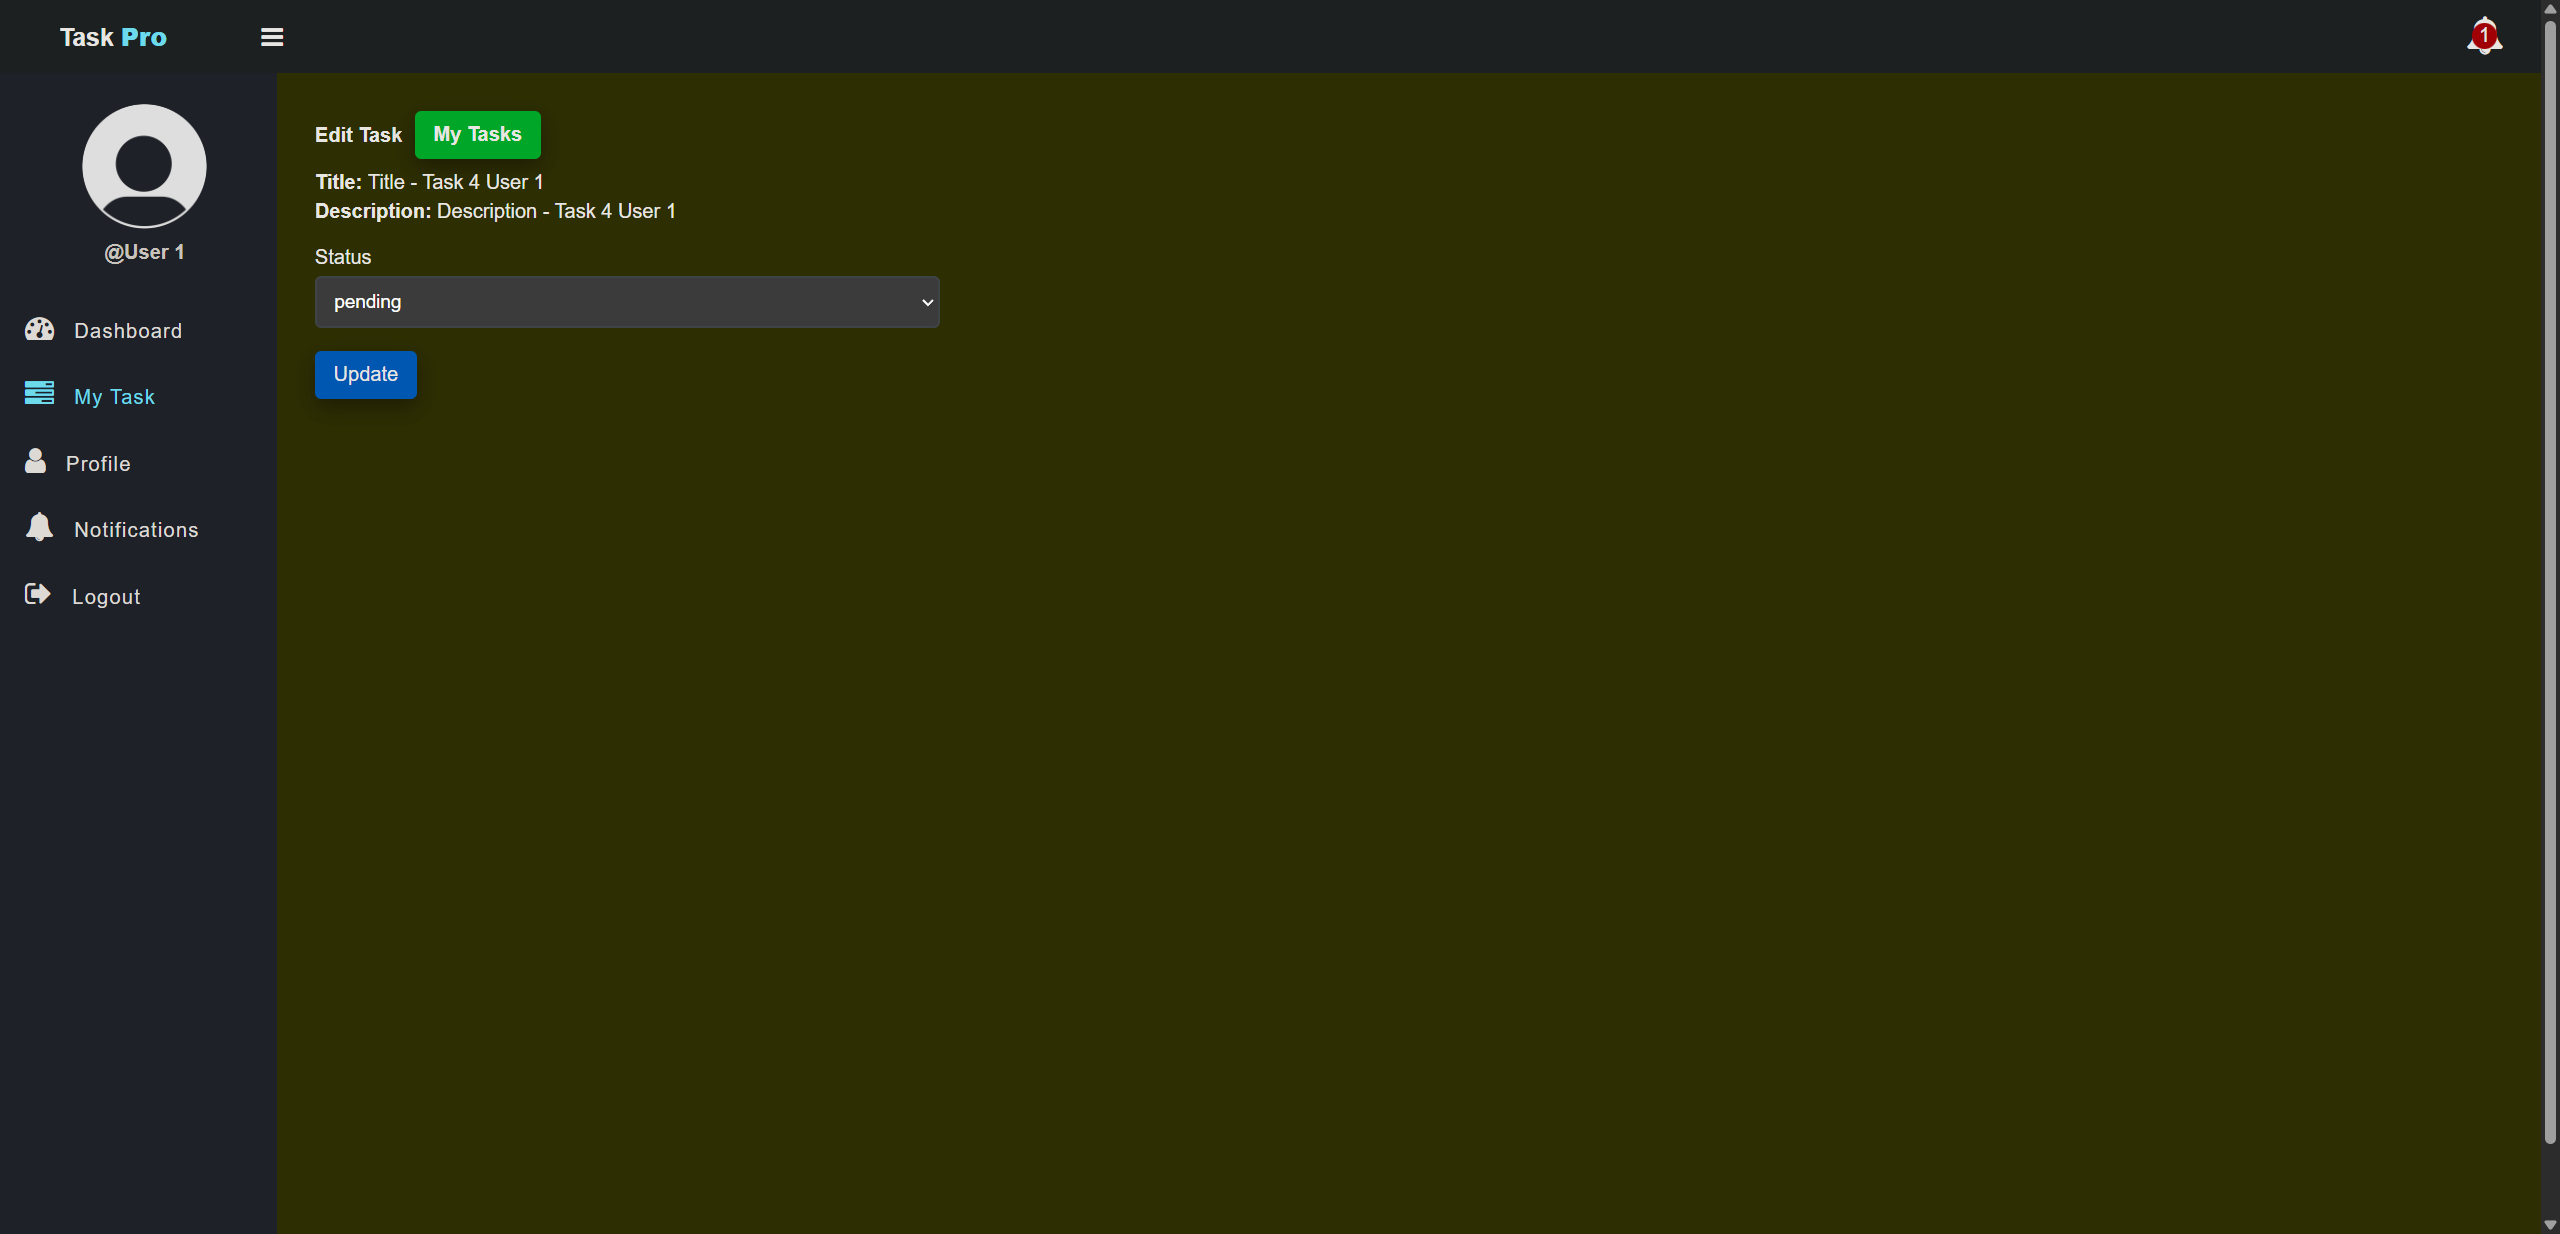 Task Pro
1
@User 1
Dashboard
My Task
Profile
Notifications
Logout
Edit Task My Tasks
Title: Title - Task 4 User 1
Description: Description - Task 4 User 1
Status
pending
Update